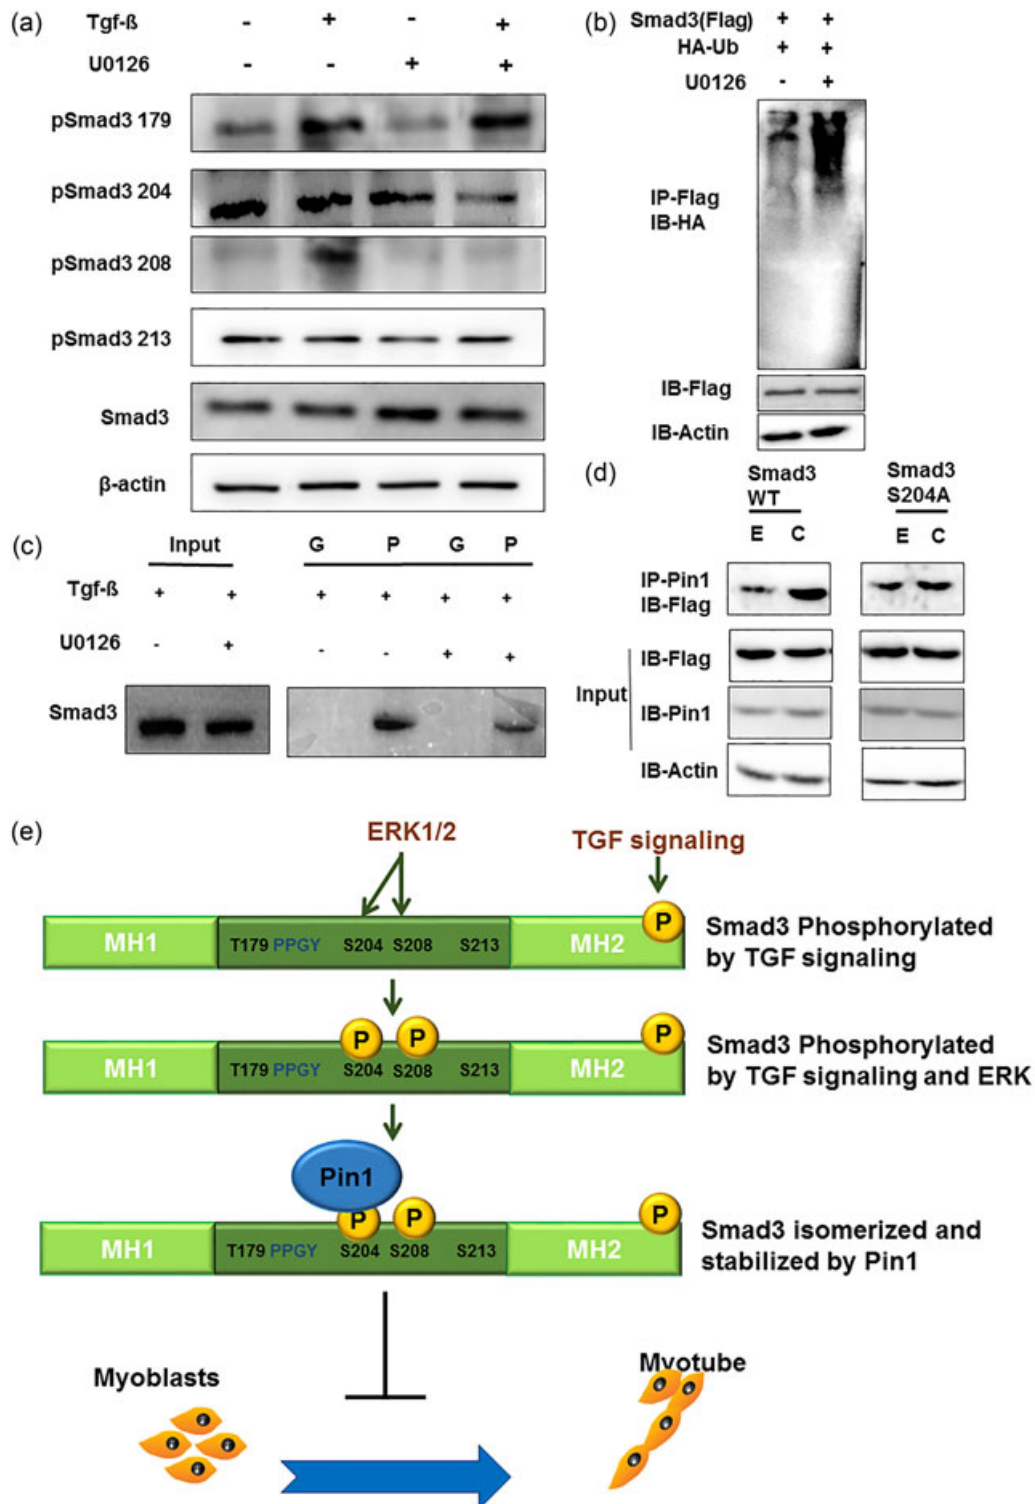 (a)
Tgf-ß - + - +
U0126 - - + +
pSmad3 179
pSmad3 204
pSmad3 208
pSmad3 213
Smad3
β-actin
(b)
Smad3(Flag) + +
HA-Ub + +
U0126 - +
IP-Flag
IB-HA
IB-Flag
IB-Actin
(c)
Input G P G P
Tgf-ß + + + + + +
U0126 - + - - + +
Smad3
(d)
Smad3
WT
Smad3
S204A
E C E C
IP-Pin1
IB-Flag
Input
IB-Flag
IB-Pin1
IB-Actin
(e)
ERK1/2
TGF signaling
P
MH1 T179 PPGY S204 S208 S213 MH2
Smad3 Phosphorylated
by TGF signaling
P P P
MH1 T179 PPGY S204 S208 S213 MH2
Smad3 Phosphorylated
by TGF signaling and ERK
Pin1
P P P
MH1 T179 PPGY S204 S208 S213 MH2
Smad3 isomerized and
stabilized by Pin1
Myoblasts
Myotube